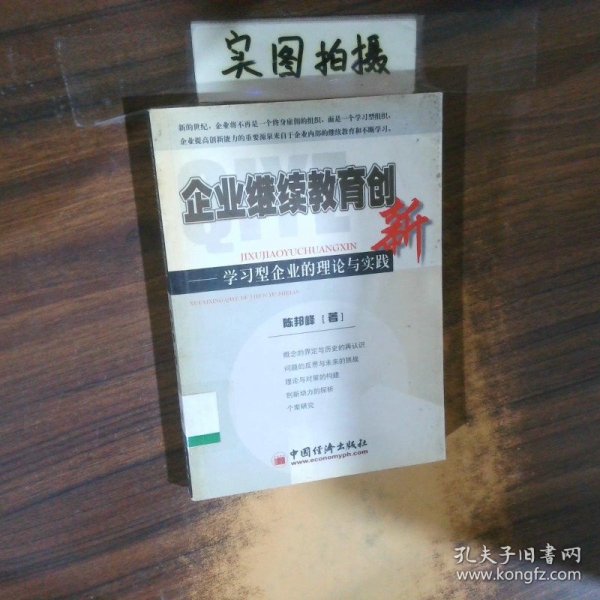 实图拍摄
新的世纪，企业将不再是一个终身雇佣的组织，而是一个学习型组织。
企业提高创新能力的重要源泉来自于企业内部的继续教育和不断学习。
QIYE
企业继续教育创新
JIXUJIAOYUCHUANGXIN
——学习型企业的理论与实践
陈邦峰［著］
概念的界定与历史的再认识
问题的反思与未来的挑战
理论与对策的构建
创新动力的探析
个案研究
中国经济出版社
www.economyph.com
孔夫子旧书网
www.kongfz.com